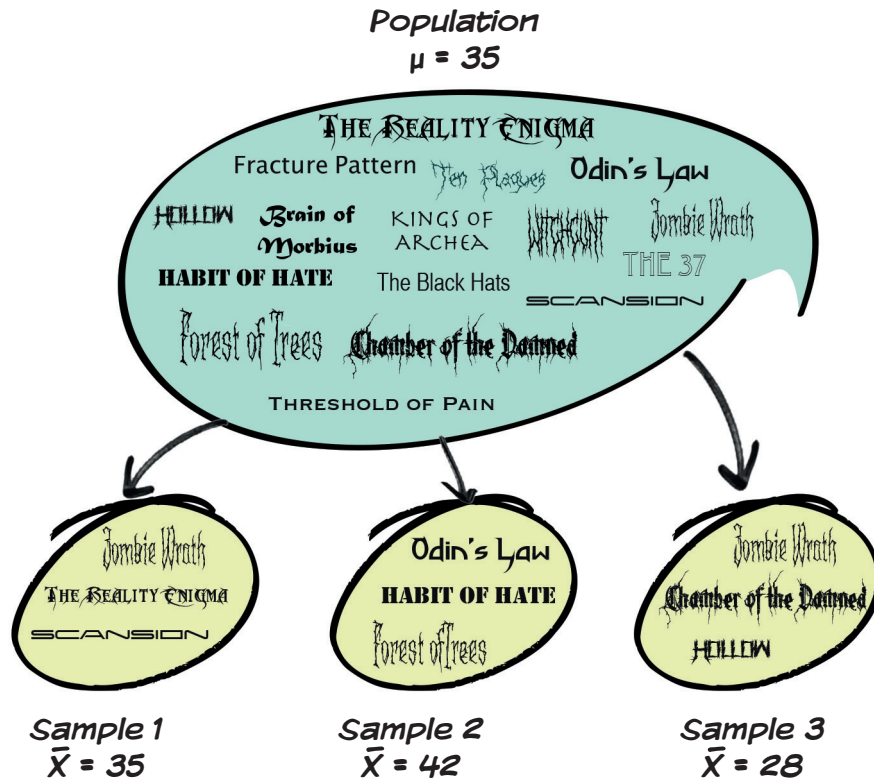 Population
μ = 35
THE REALITY ENIGMA
Fracture Pattern
Ten Plagues
Odin's Law
HOLLOW
Brain of
Morbius
KINGS OF
ARCHEA
WITCHCUNT
Zombie Wrath
THE 37
HABIT OF HATE
The Black Hats
SCANSION
Forest of Trees
Chamber of the Damned
THRESHOLD OF PAIN
Zombie Wrath
THE REALITY ENIGMA
SCANSION
Odin's Law
HABIT OF HATE
Forest of Trees
Zombie Wrath
Chamber of the Damned
HOLLOW
Sample 1
X̄ = 35
Sample 2
X̄ = 42
Sample 3
X̄ = 28